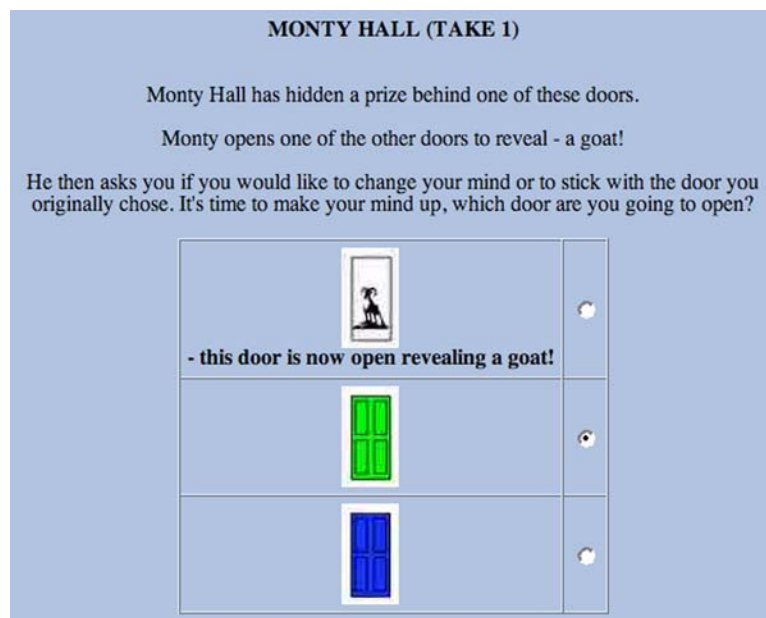 MONTY HALL (TAKE 1)
Monty Hall has hidden a prize behind one of these doors.
Monty opens one of the other doors to reveal - a goat!
He then asks you if you would like to change your mind or to stick with the door you
originally chose. It's time to make your mind up, which door are you going to open?
- this door is now open revealing a goat!